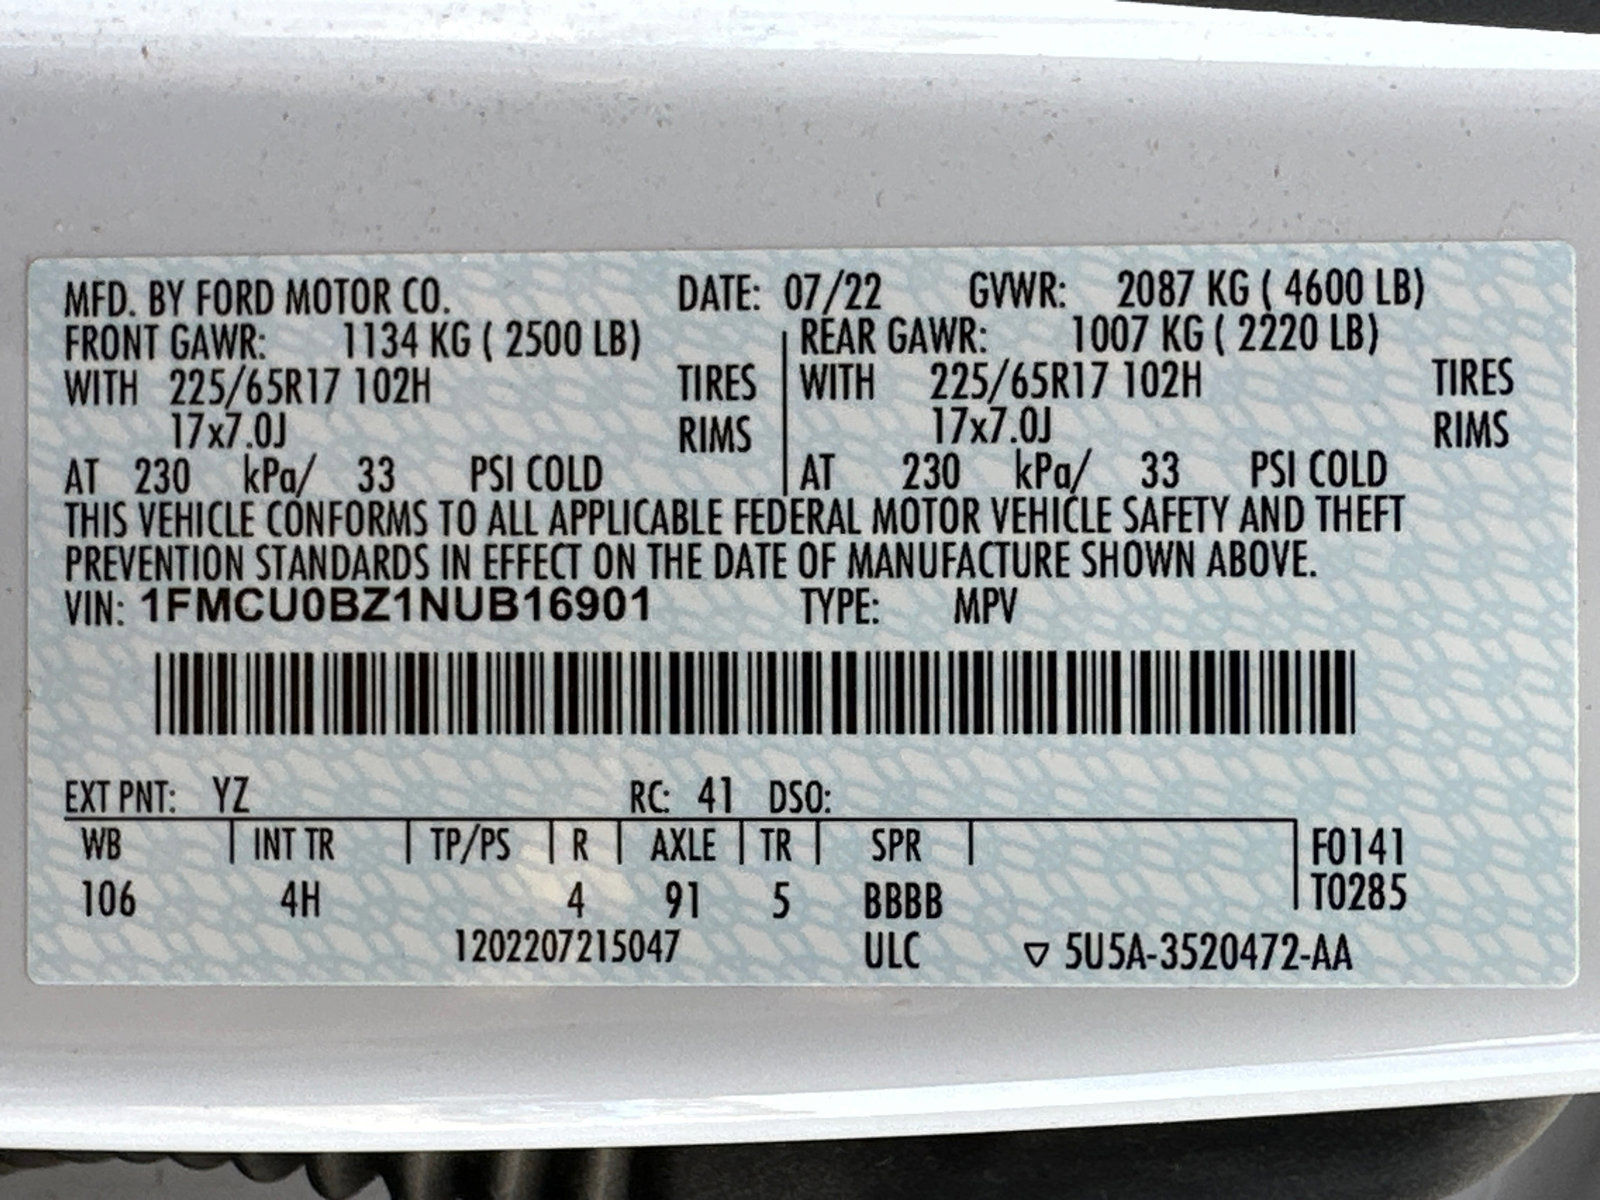 MFD. BY FORD MOTOR CO. DATE: 07/22 GVWR: 2087 KG ( 4600 LB)
FRONT GAWR: 1134 KG ( 2500 LB) REAR GAWR: 1007 KG ( 2220 LB)
WITH 225/65R17 102H TIRES WITH 225/65R17 102H TIRES
17x7.0J RIMS 17x7.0J RIMS
AT 230 kPa/ 33 PSI COLD AT 230 kPa/ 33 PSI COLD
THIS VEHICLE CONFORMS TO ALL APPLICABLE FEDERAL MOTOR VEHICLE SAFETY AND THEFT
PREVENTION STANDARDS IN EFFECT ON THE DATE OF MANUFACTURE SHOWN ABOVE.
VIN: 1FMCU0BZ1NUB16901 TYPE: MPV
EXT PNT: YZ RC: 41 DSO:
WB INT TR TP/PS R AXLE TR SPR F0141
106 4H 4 91 5 BBBB T0285
1202207215047 ULC ▽ 5U5A-3520472-AA